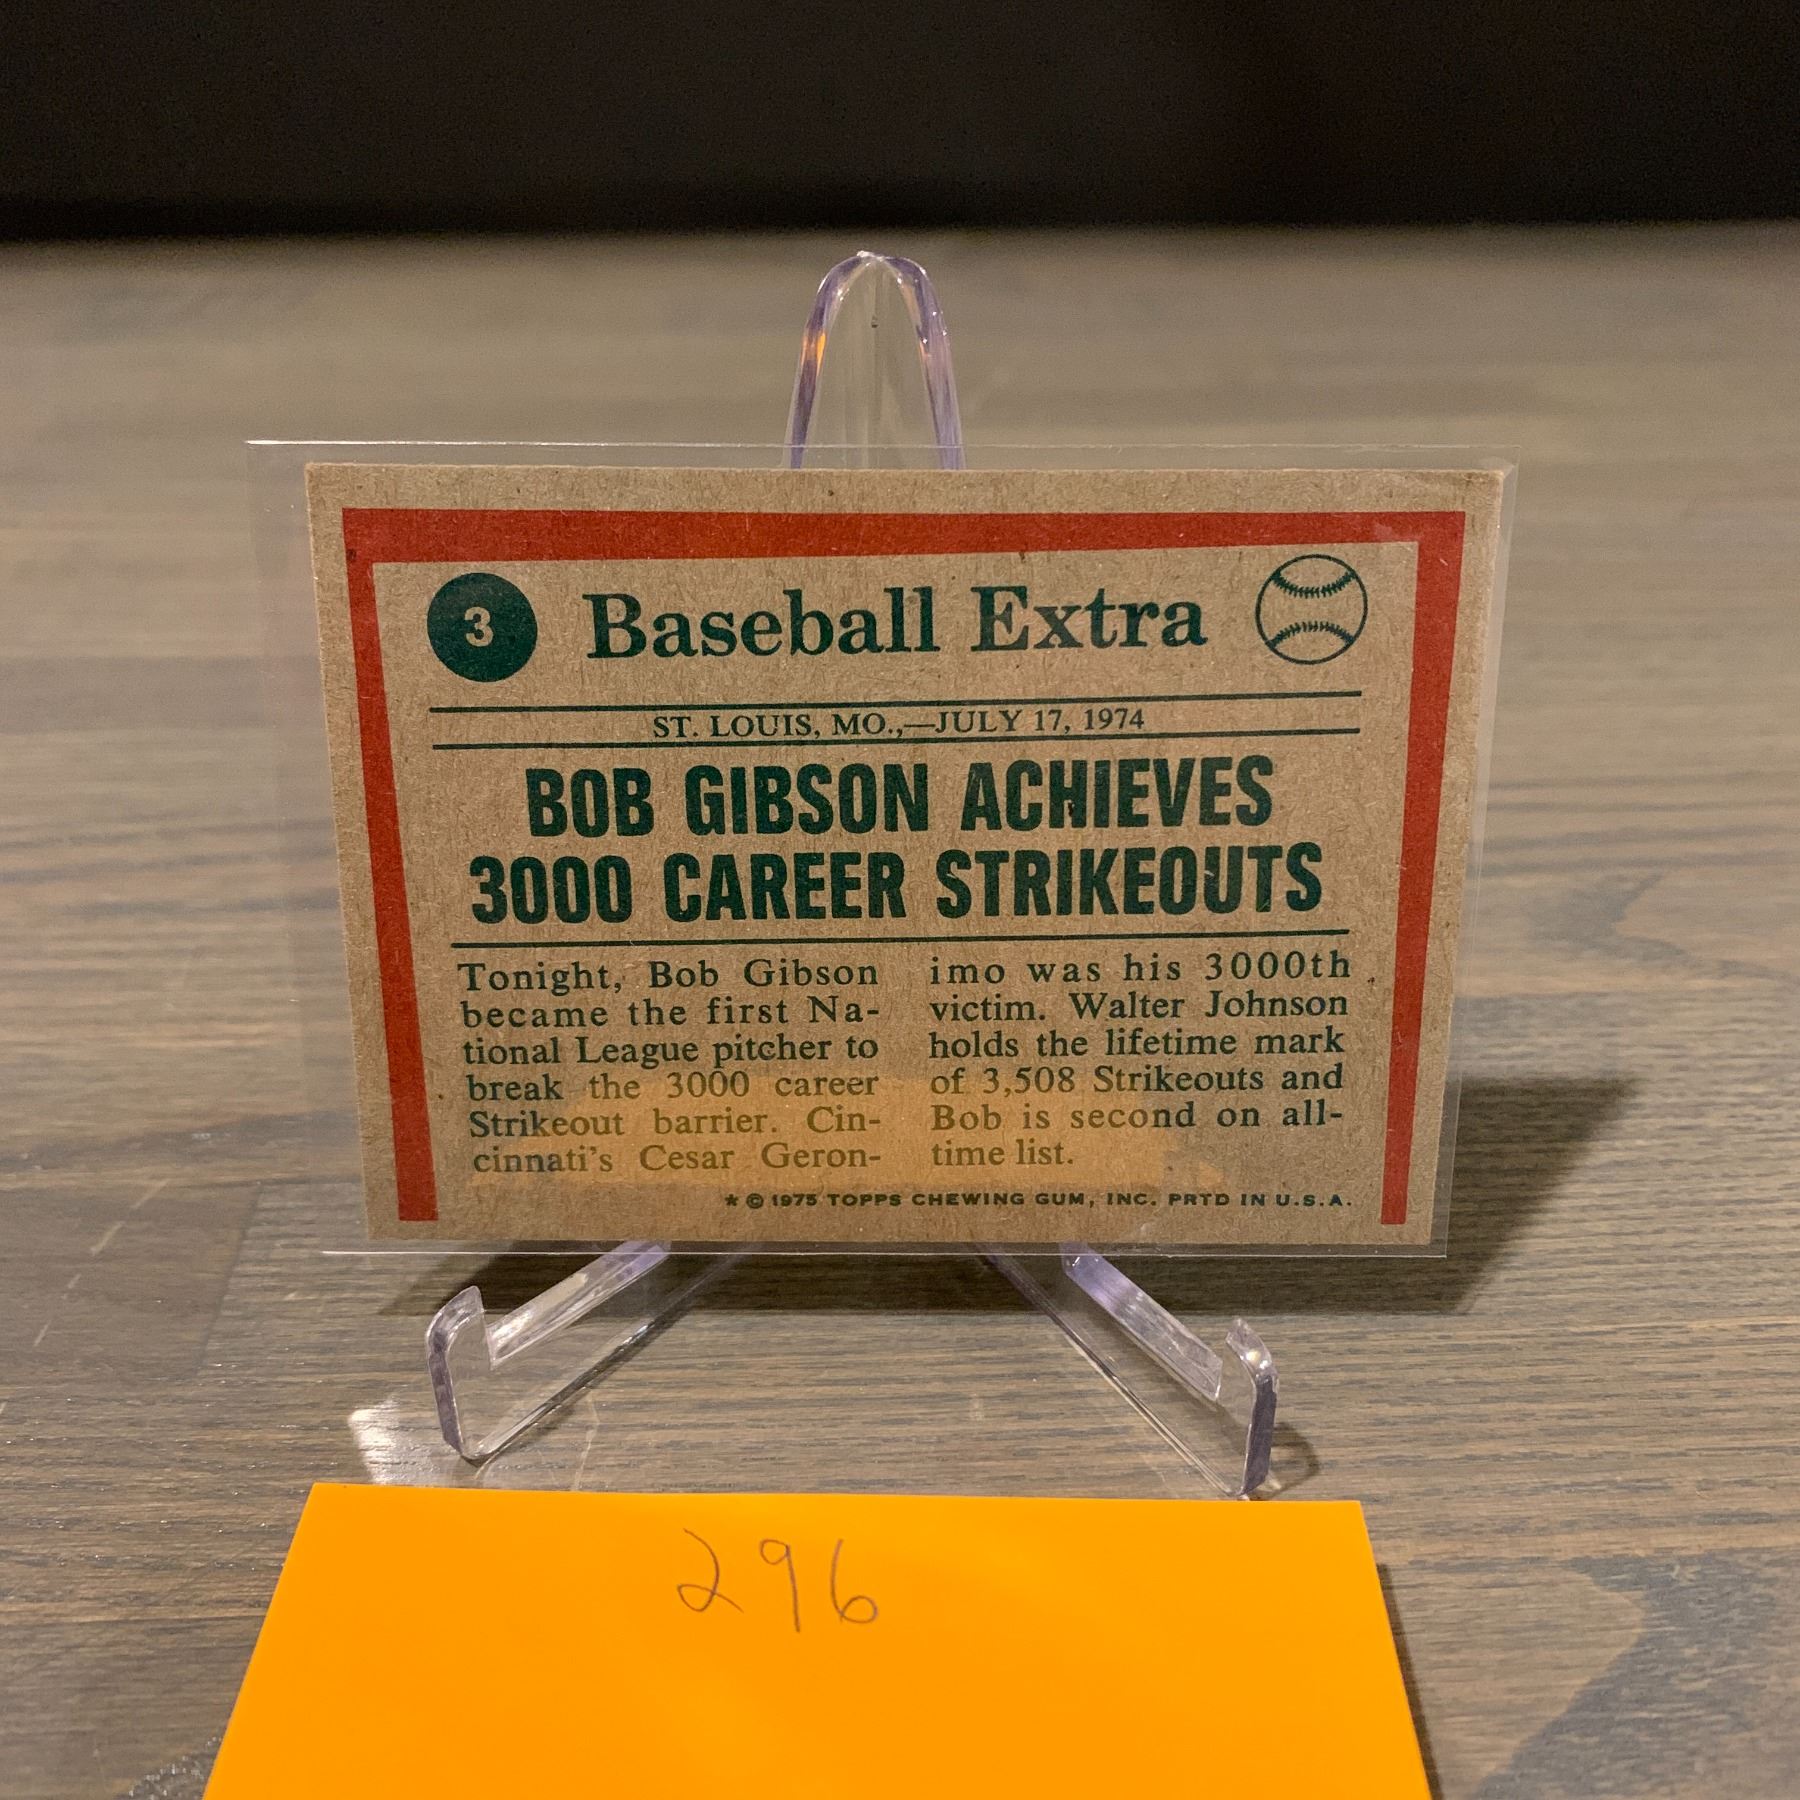 3 Baseball Extra
ST. LOUIS, MO.,—JULY 17, 1974
BOB GIBSON ACHIEVES
3000 CAREER STRIKEOUTS
Tonight, Bob Gibson
became the first Na-
tional League pitcher to
break the 3000 career
Strikeout barrier. Cin-
cinnati's Cesar Geron-
imo was his 3000th
victim. Walter Johnson
holds the lifetime mark
of 3,508 Strikeouts and
Bob is second on all-
time list.
* © 1975 TOPPS CHEWING GUM, INC. PRTD IN U.S.A.
296